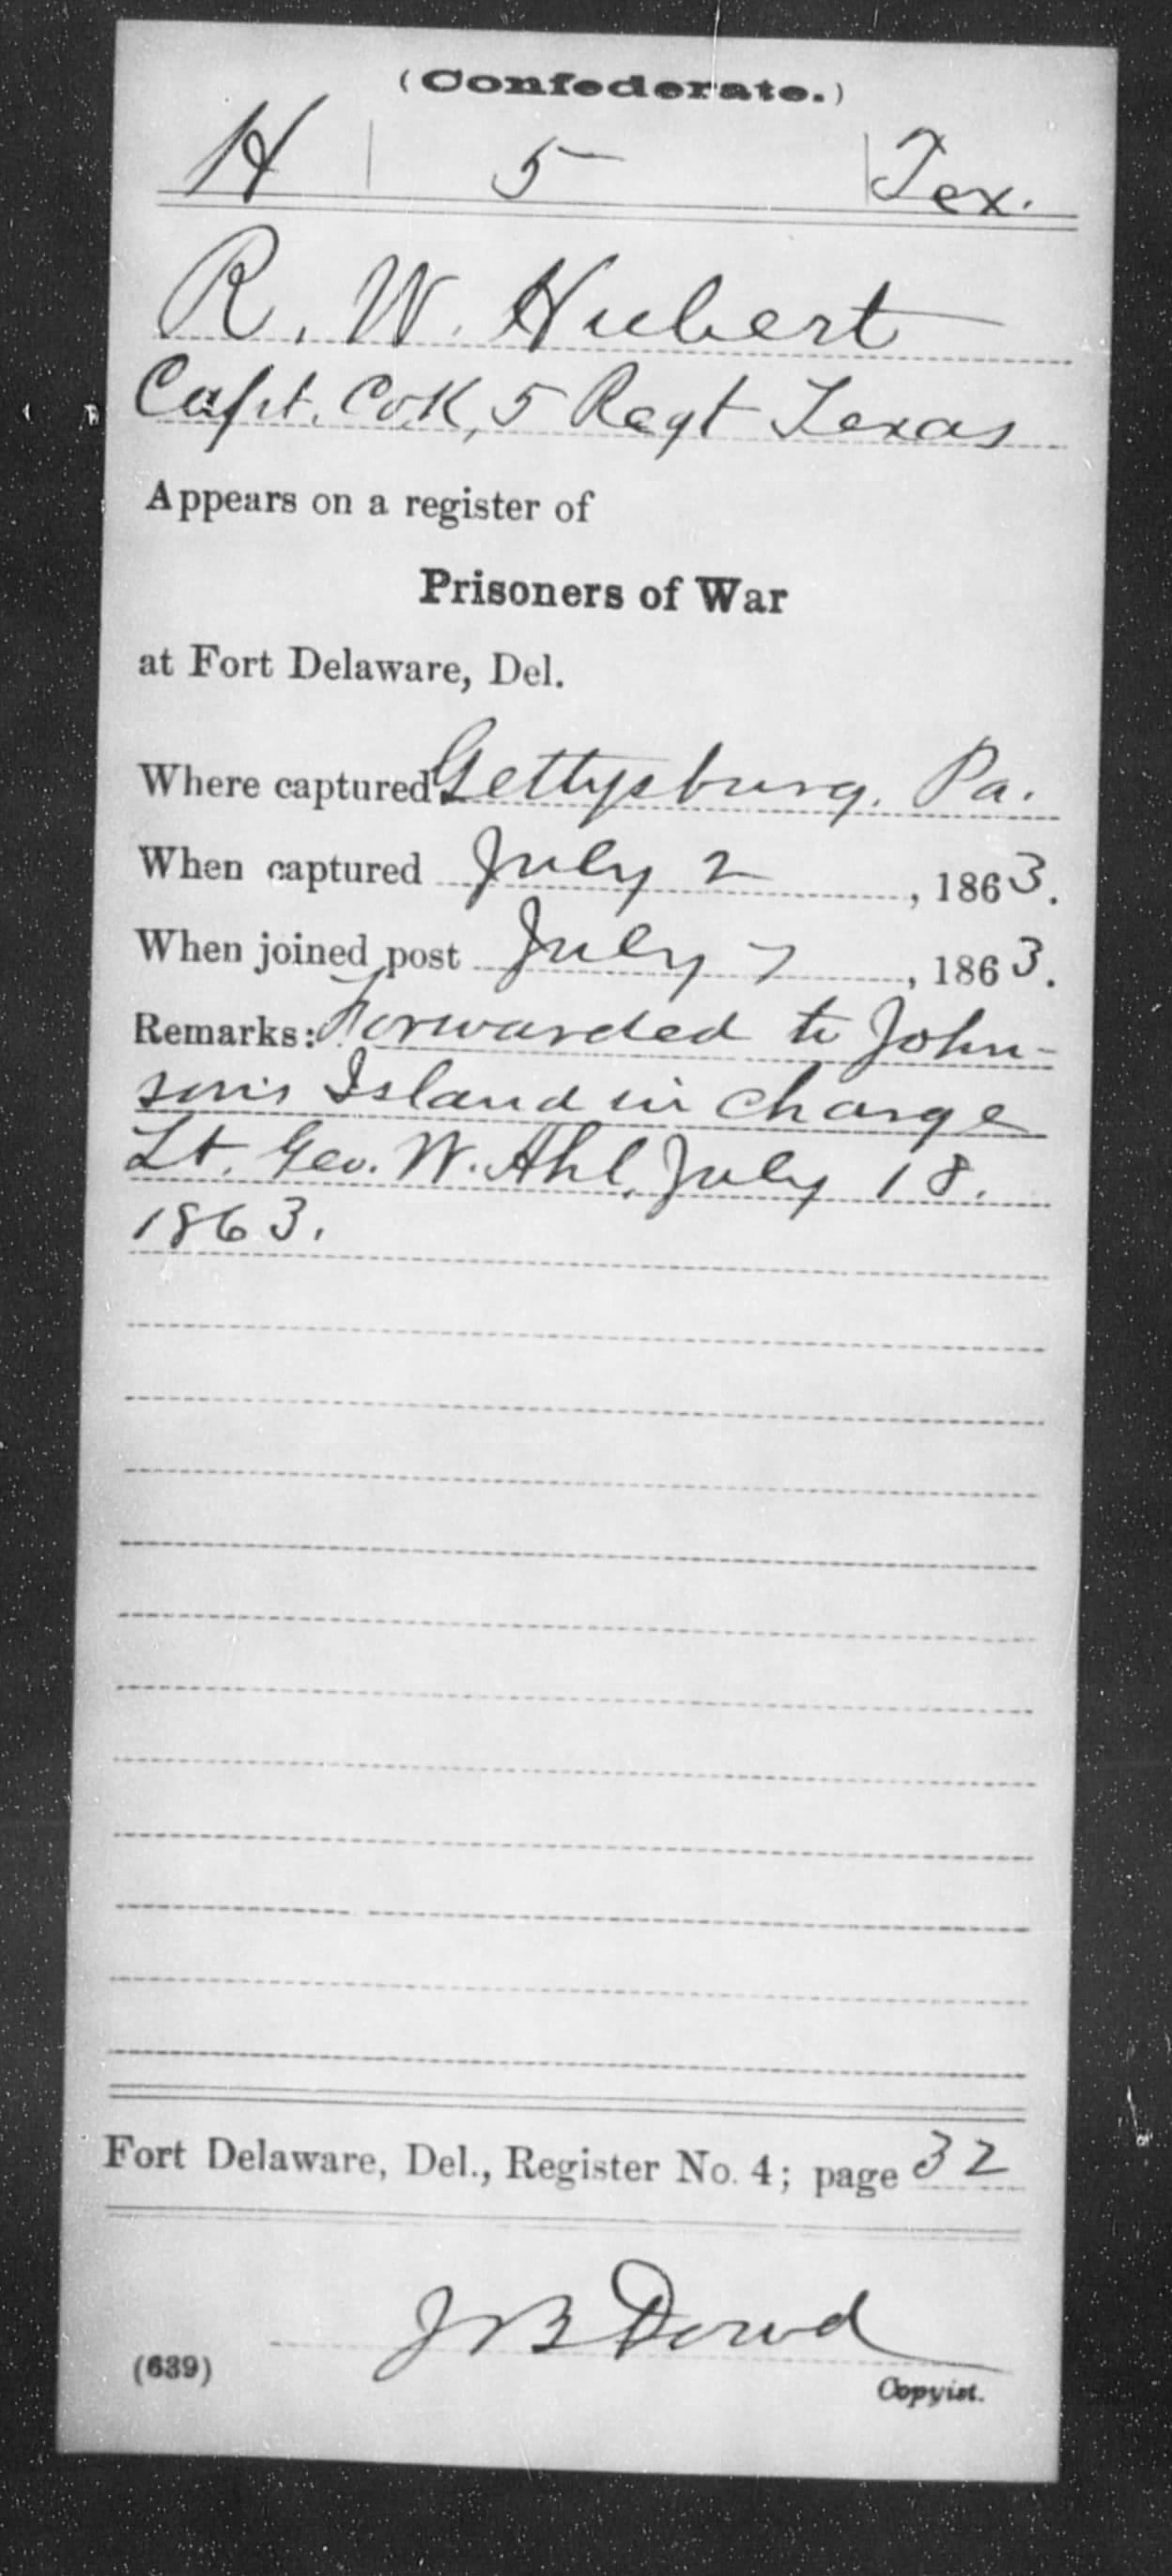 (Confederate.)
H | 5 | Tex.
R. W. Hubert
Capt. Co. K, 5 Regt Texas
Appears on a register of
Prisoners of War
at Fort Delaware, Del.
Where captured Gettysburg, Pa.
When captured July 2, 1863.
When joined post July 7, 1863.
Remarks: Forwarded to John-
son's Island in charge
Lt. Geo. W. Ahl, July 18.
1863.
Fort Delaware, Del., Register No. 4; page 32
J B Dowd
(639)
Copyist.